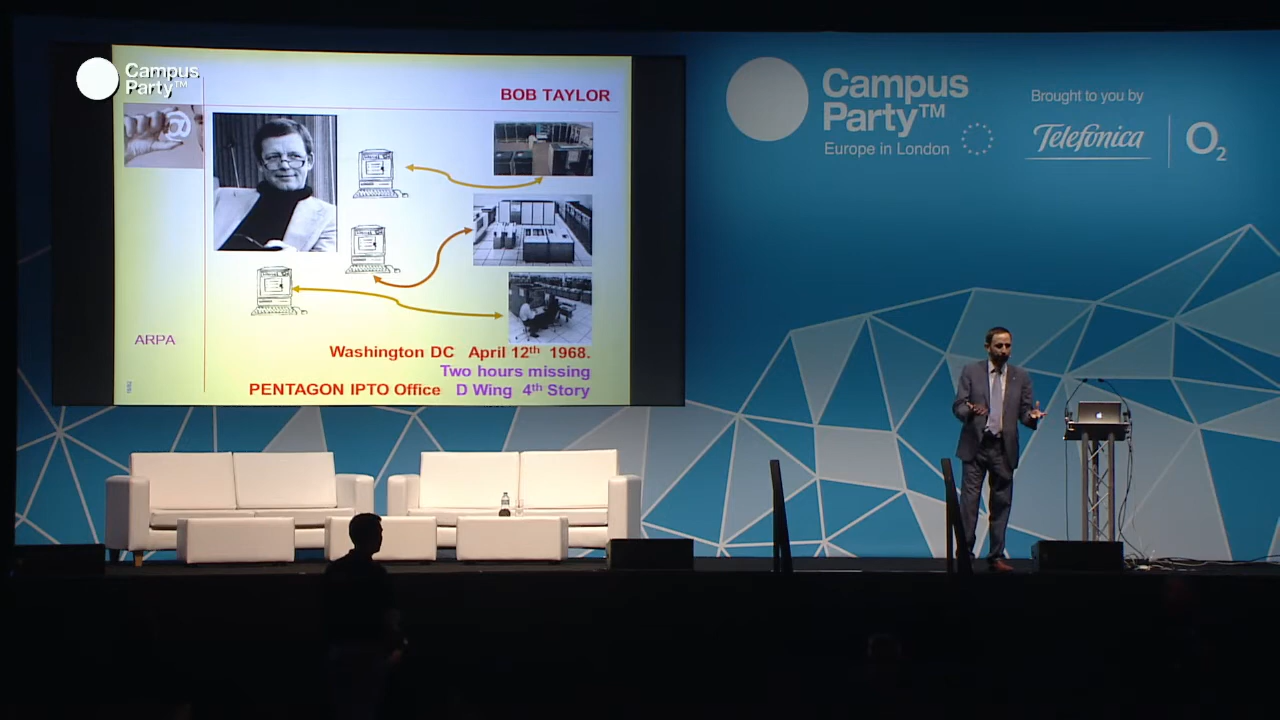 Campus
Party™
BOB TAYLOR
ARPA
Washington DC April 12th 1968.
Two hours missing
PENTAGON IPTO Office D Wing 4th Story
Campus
Party™
Europe in London
Brought to you by
Telefónica
O2